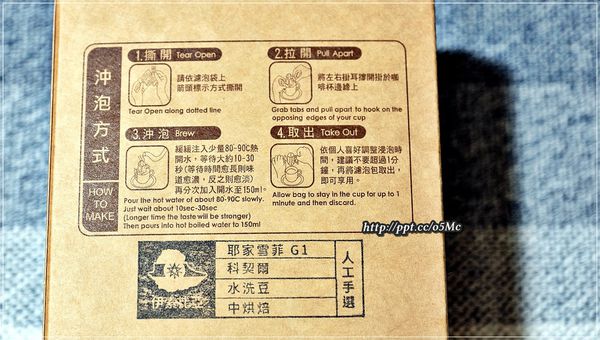 沖泡方式
HOW
TO
MAKE
1.撕開 Tear Open
請依濾泡袋上
箭頭標示方式撕開
Tear Open along dotted line
2.拉開 Pull Apart
將左右掛耳撐開掛於咖
啡杯邊緣上
Grab tabs and pull apart to hook on the
opposing edges of your cup
3.沖泡 Brew
緩緩注入少量80-90C熱
開水,等待大約10-30
秒(等待時間愈長則味
道愈濃,反之則愈淡)
再分次加入開水至150ml。
Pour the hot water of about 80-90C slowly.
Just wait about 10sec-30sec
(Longer time the taste will be stronger)
Then pours into hot boiled water to 150ml
4.取出 Take Out
依個人喜好調整浸泡時
間,建議不要超過1分
鐘,再將濾泡包取出,
即可享用。
Allow bag to stay in the cup for up to 1
minute and then discard.
http://ppt.cc/o5Mc
耶家雪菲 G1
科契爾
水洗豆
中烘焙
人工手選